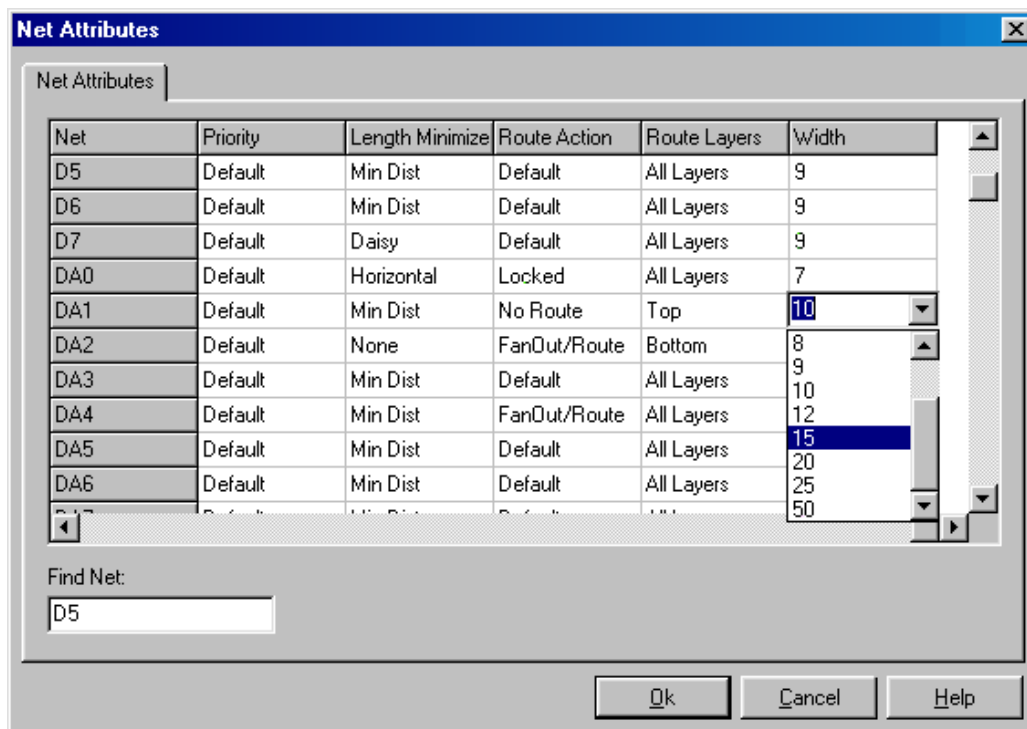 Net Attributes
Net Attributes
Net Priority Length Minimize Route Action Route Layers Width
D5 Default Min Dist Default All Layers 9
D6 Default Min Dist Default All Layers 9
D7 Default Daisy Default All Layers 9
DA0 Default Horizontal Locked All Layers 7
DA1 Default Min Dist No Route Top 10
DA2 Default None FanOut/Route Bottom 8
9
DA3 Default Min Dist Default All Layers 10
DA4 Default Min Dist FanOut/Route All Layers 12
15
DA5 Default Min Dist Default All Layers 20
DA6 Default Min Dist Default All Layers 25
50
Find Net:
D5
Ok Cancel Help